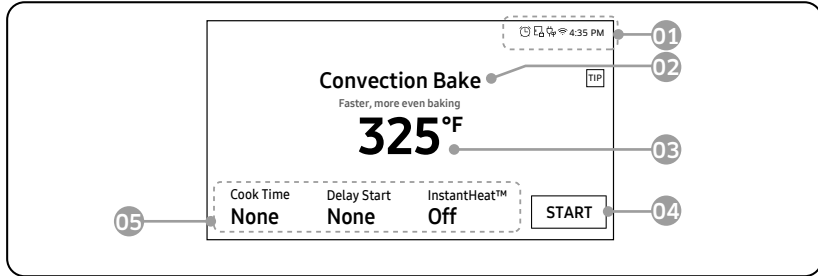 4:35 PM
01
Convection Bake
02
TIP
Faster, more even baking
325°F
03
Cook Time Delay Start InstantHeat™
None None Off
START
04
05